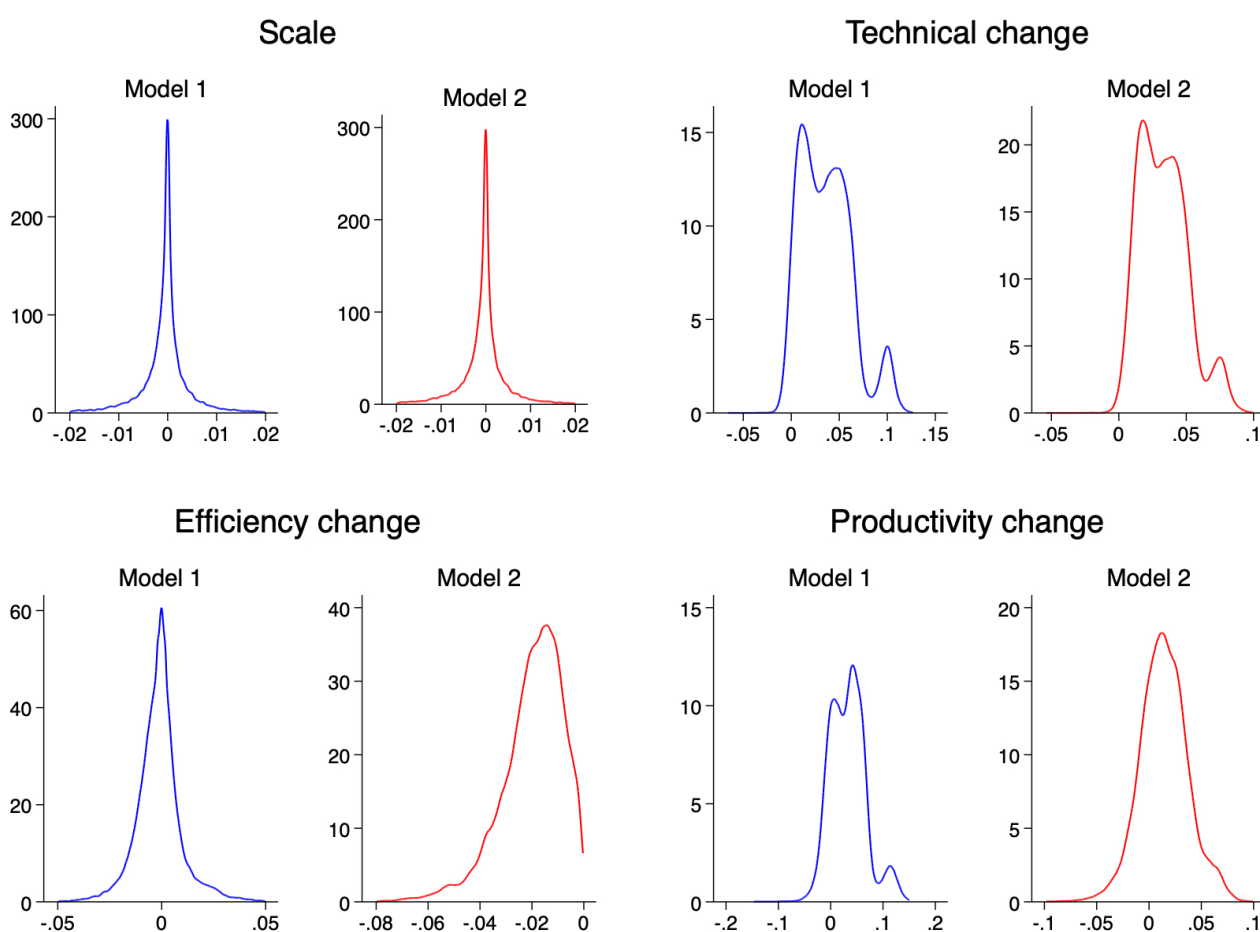 Scale
Technical change
Model 1
Model 2
Model 1
Model 2
300
200
100
0
-.02 -.01 0 .01 .02
300
200
100
0
-.02 -.01 0 .01 .02
15
10
5
0
-.05 0 .05 .1 .15
20
15
10
5
0
-.05 0 .05 .1
Efficiency change
Productivity change
Model 1
Model 2
Model 1
Model 2
60
40
20
0
-.05 0 .05
40
30
20
10
0
-.08 -.06 -.04 -.02 0
15
10
5
0
-.2 -.1 0 .1 .2
20
15
10
5
0
-.1 -.05 0 .05 .1